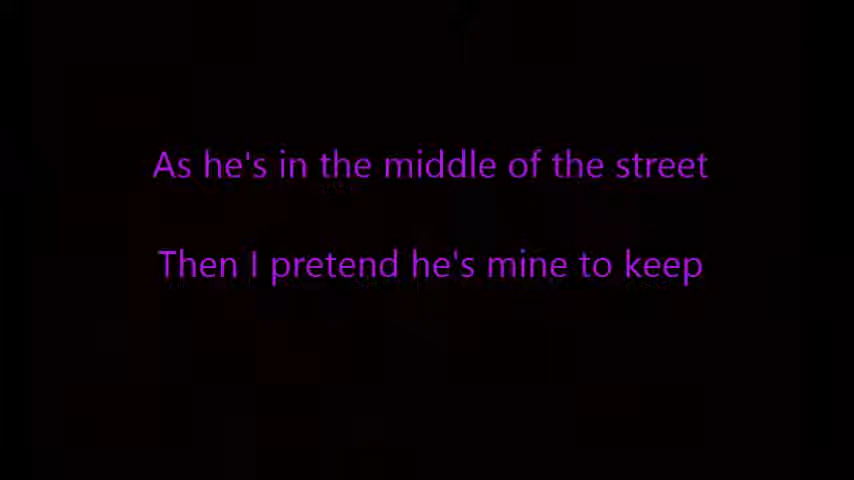 As he's in the middle of the street
Then I pretend he's mine to keep